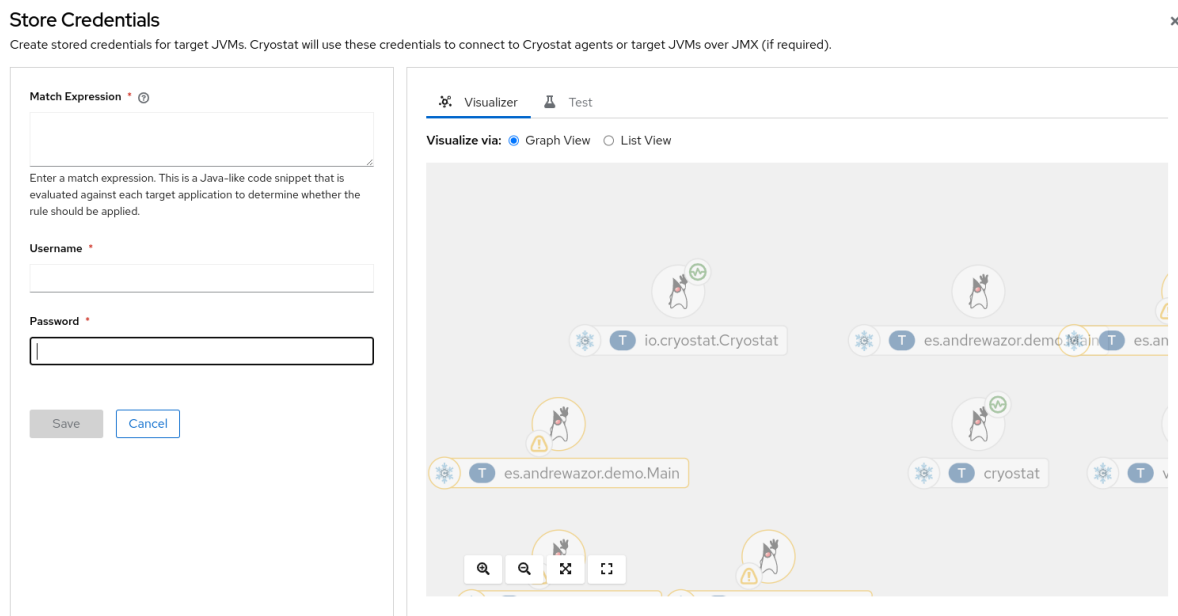 Store Credentials
Create stored credentials for target JVMs. Cryostat will use these credentials to connect to Cryostat agents or target JVMs over JMX (if required).
Match Expression *
Enter a match expression. This is a Java-like code snippet that is
evaluated against each target application to determine whether the
rule should be applied.
Username *
Password *
Save
Cancel
Visualizer
Test
Visualize via:
Graph View
List View
T io.cryostat.Cryostat
T es.andrewazor.demo.Main
T es.an
T es.andrewazor.demo.Main
T cryostat
T v